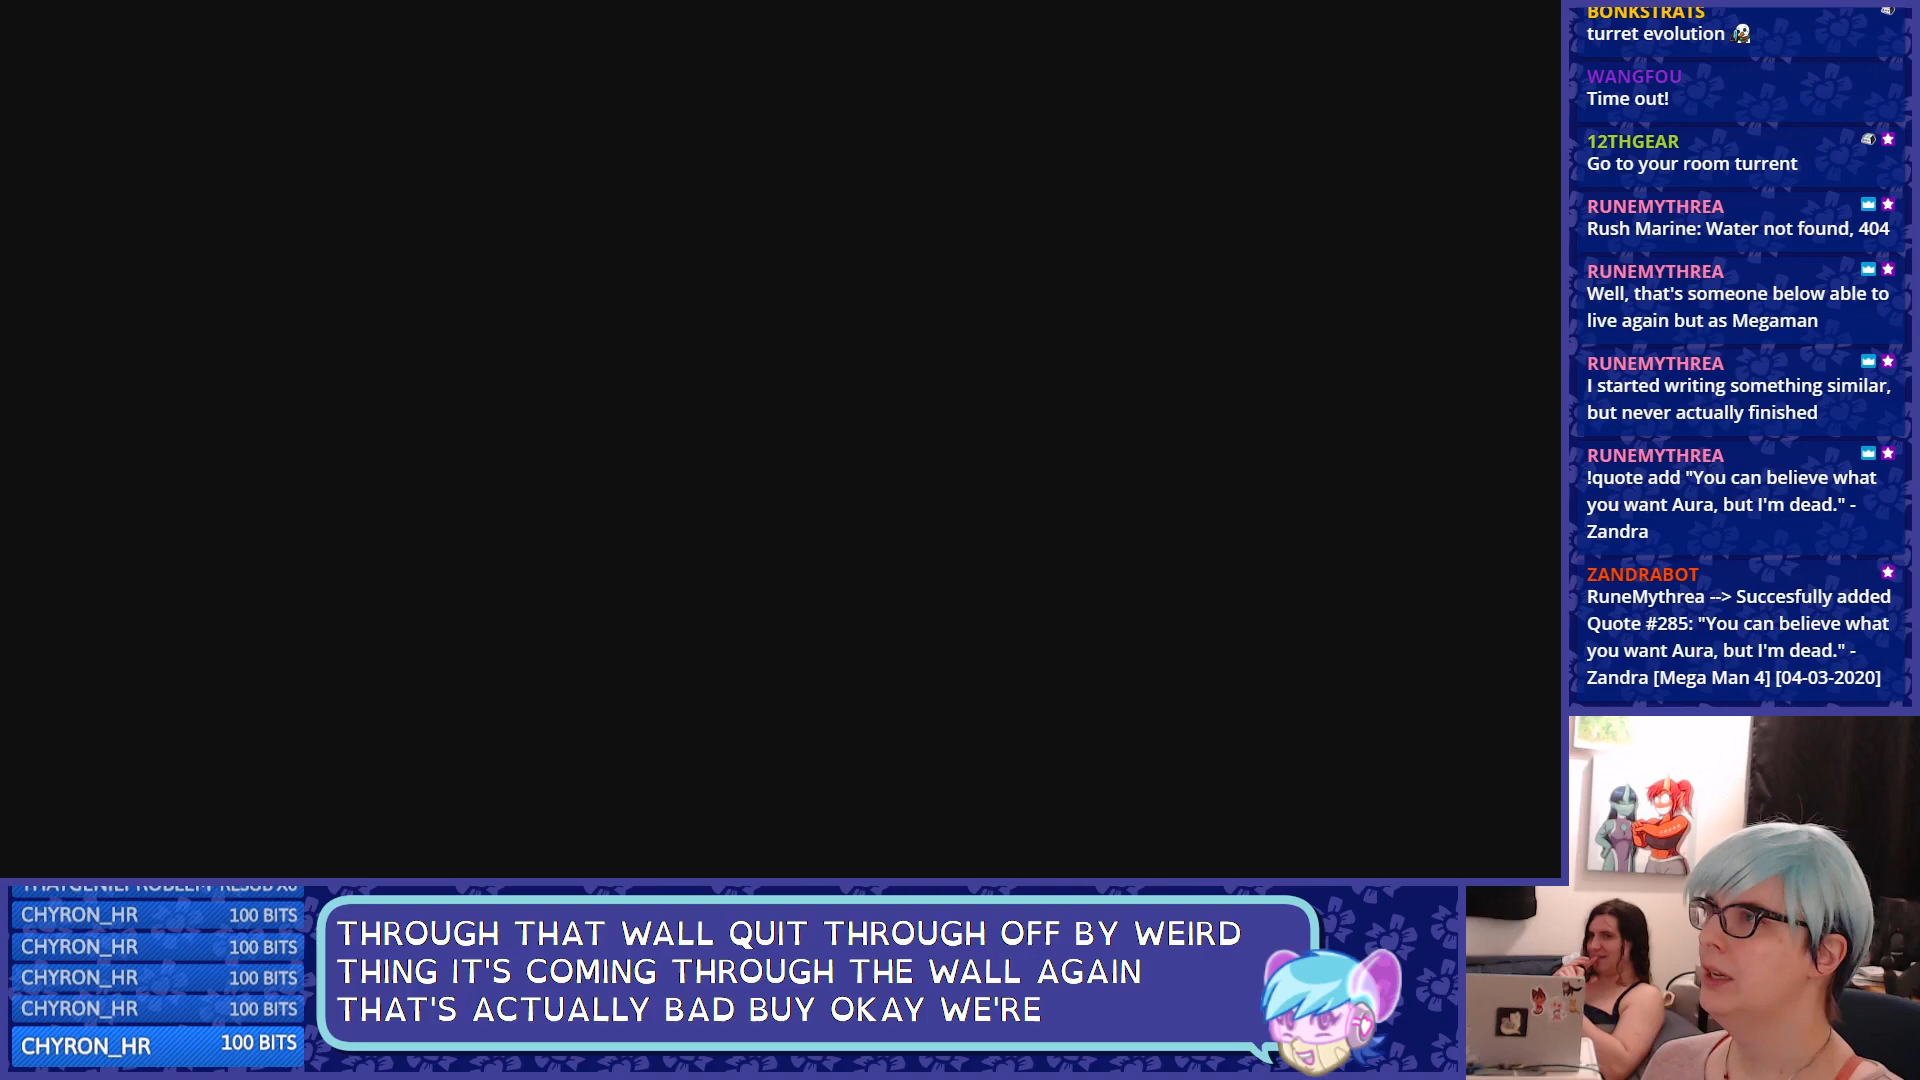 BONKSTRATS
turret evolution
WANGFOU
Time out!
12THGEAR
Go to your room turrent
RUNEMYTHREA
Rush Marine: Water not found, 404
RUNEMYTHREA
Well, that's someone below able to
live again but as Megaman
RUNEMYTHREA
I started writing something similar,
but never actually finished
RUNEMYTHREA
!quote add "You can believe what
you want Aura, but I'm dead." -
Zandra
ZANDRABOT
RuneMythrea --> Succesfully added
Quote #285: "You can believe what
you want Aura, but I'm dead." -
Zandra [Mega Man 4] [04-03-2020]
CHYRON_HR 100 BITS
CHYRON_HR 100 BITS
CHYRON_HR 100 BITS
CHYRON_HR 100 BITS
CHYRON_HR 100 BITS
THROUGH THAT WALL QUIT THROUGH OFF BY WEIRD
THING IT'S COMING THROUGH THE WALL AGAIN
THAT'S ACTUALLY BAD BUY OKAY WE'RE